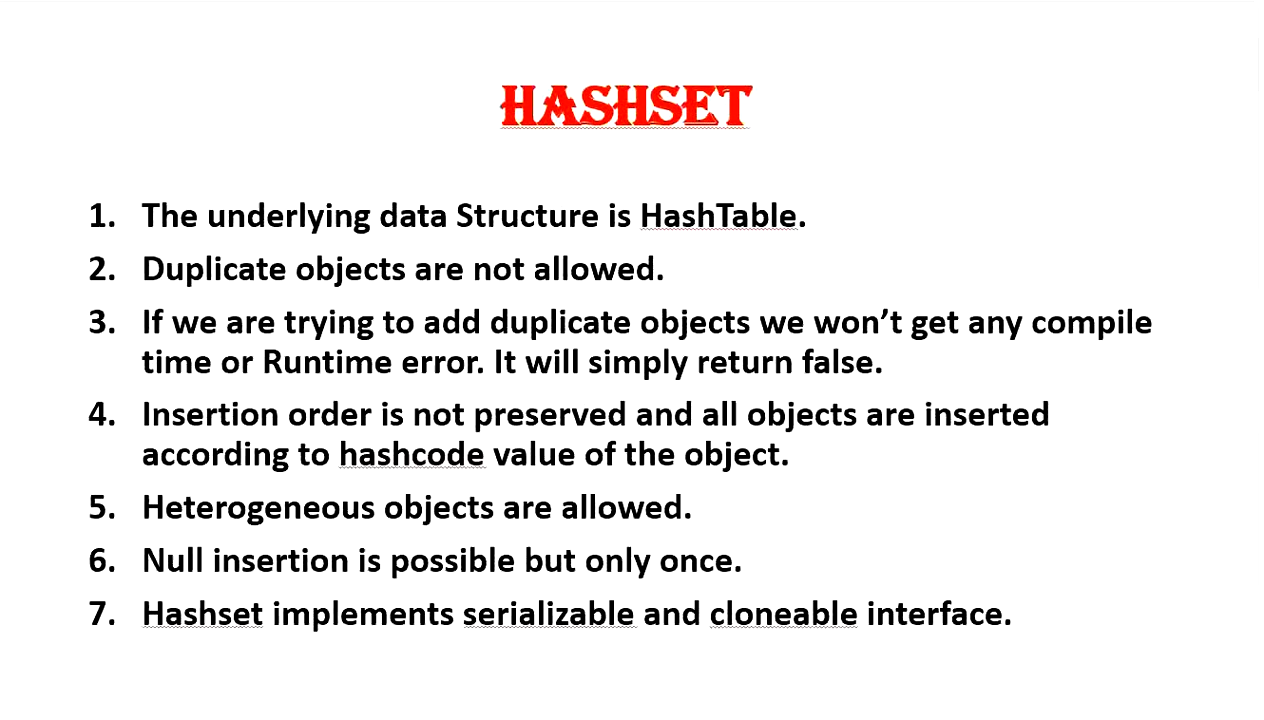 HASHSET
1. The underlying data Structure is HashTable.
2. Duplicate objects are not allowed.
3. If we are trying to add duplicate objects we won’t get any compile
time or Runtime error. It will simply return false.
4. Insertion order is not preserved and all objects are inserted
according to hashcode value of the object.
5. Heterogeneous objects are allowed.
6. Null insertion is possible but only once.
7. Hashset implements serializable and cloneable interface.